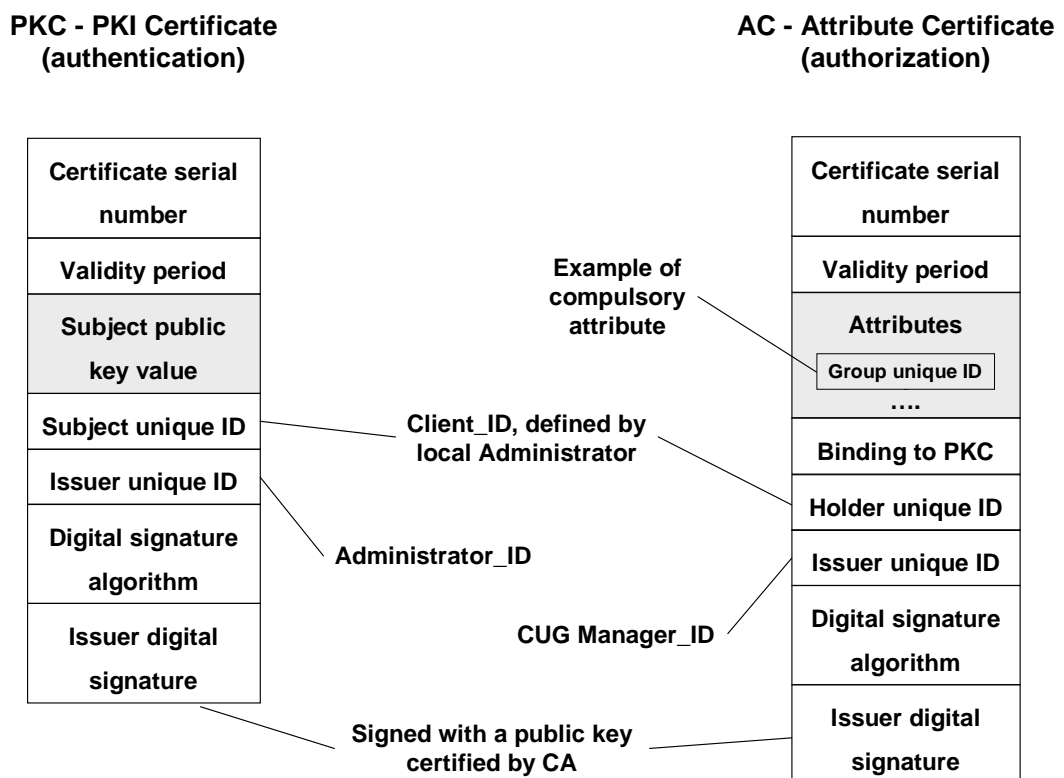 PKC - PKI Certificate
(authentication)
AC - Attribute Certificate
(authorization)
Certificate serial
number
Validity period
Subject public
key value
Subject unique ID
Issuer unique ID
Digital signature
algorithm
Issuer digital
signature
Example of
compulsory
attribute
Client_ID, defined by
local Administrator
Administrator_ID
CUG Manager_ID
Signed with a public key
certified by CA
Certificate serial
number
Validity period
Attributes
Group unique ID
....
Binding to PKC
Holder unique ID
Issuer unique ID
Digital signature
algorithm
Issuer digital
signature